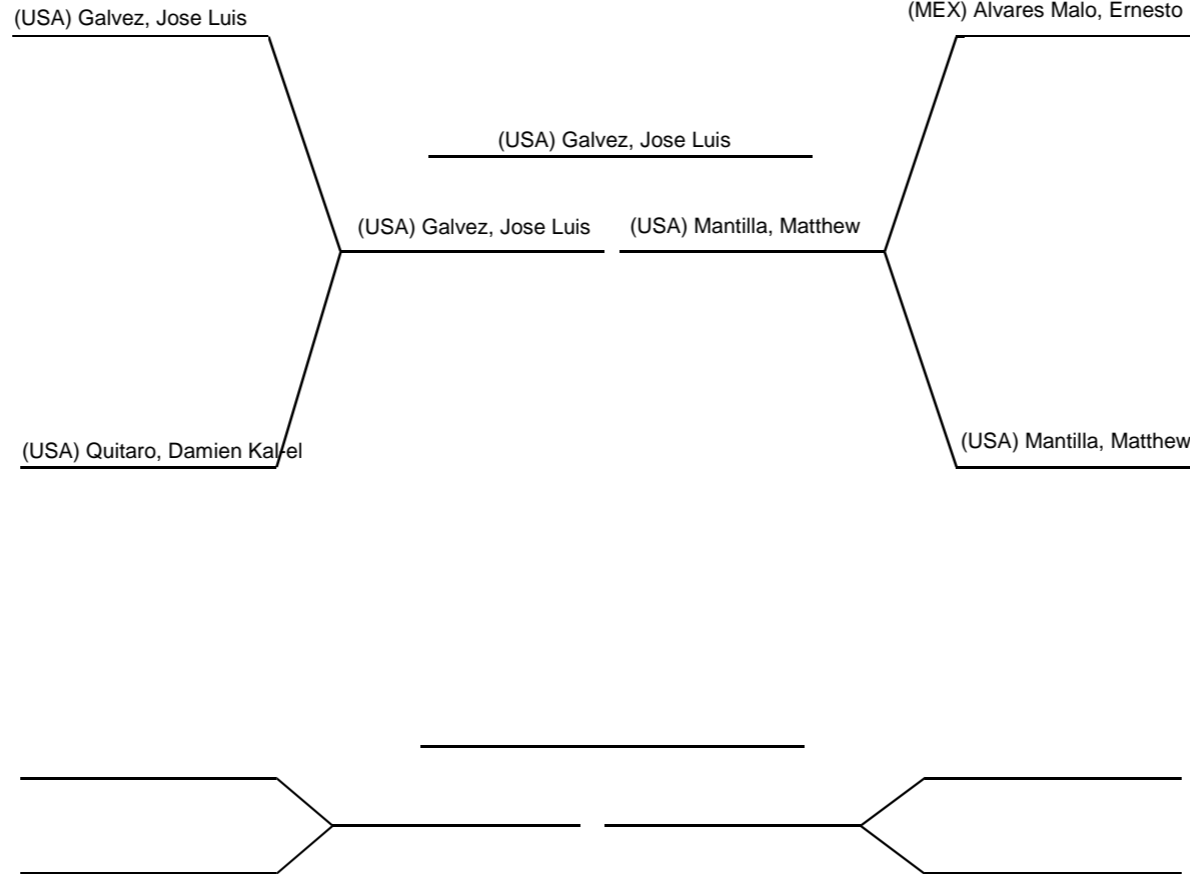 (USA) Galvez, Jose Luis
(MEX) Alvares Malo, Ernesto
(USA) Galvez, Jose Luis
(USA) Galvez, Jose Luis
(USA) Mantilla, Matthew
(USA) Quitaro, Damien Kal-el
(USA) Mantilla, Matthew